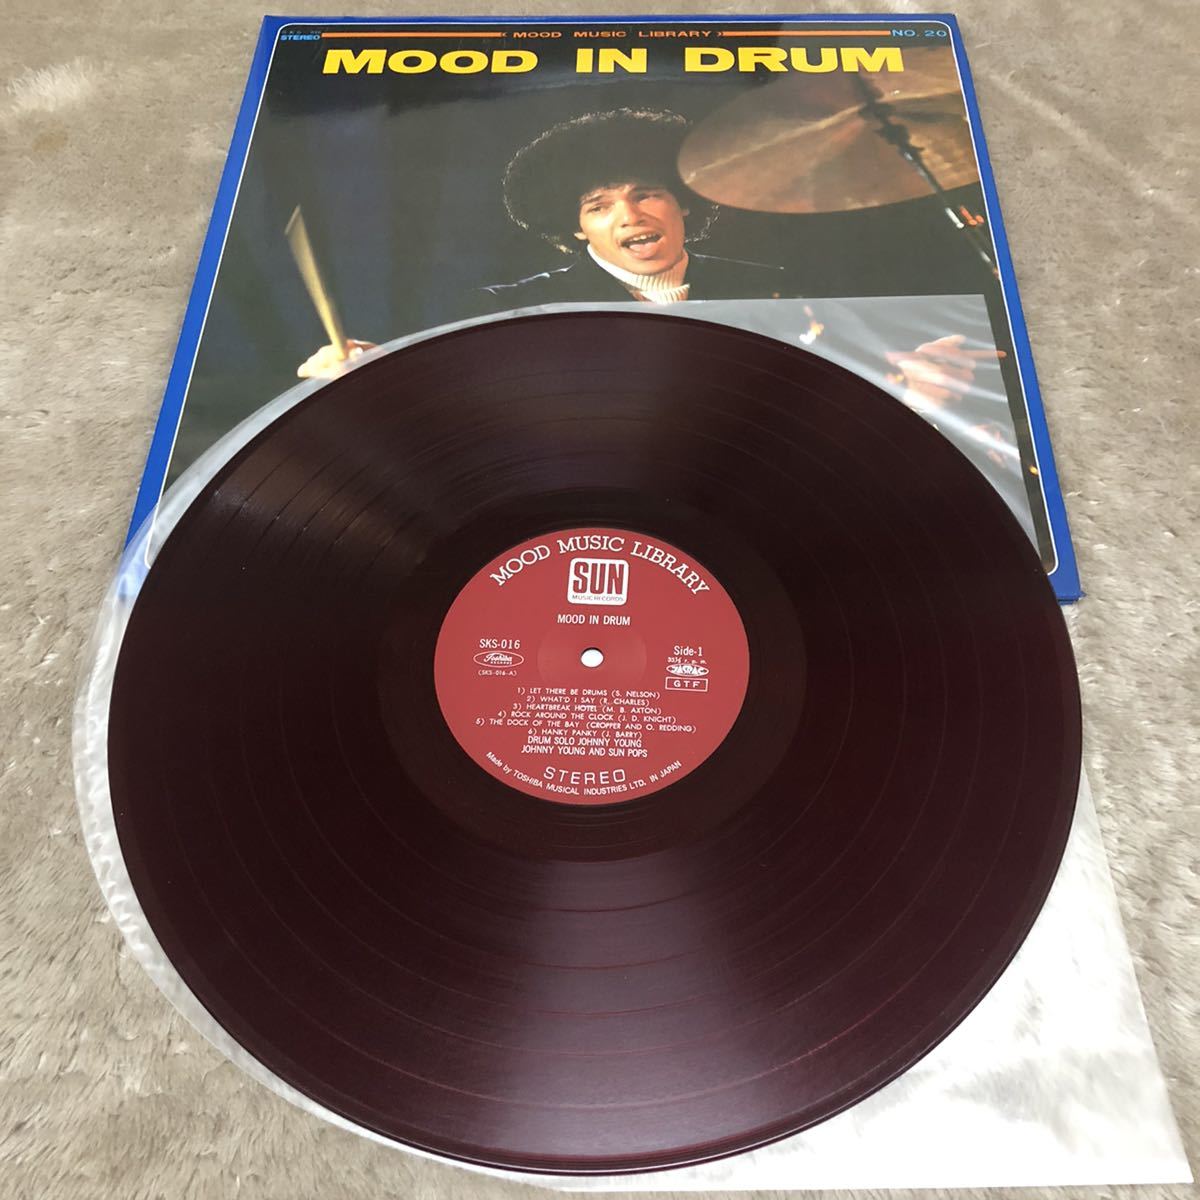 STEREO
《MOOD MUSIC LIBRARY》
NO. 20
MOOD IN DRUM
MOOD MUSIC LIBRARY
SUN
MUSIC RECORDS
MOOD IN DRUM
SKS-016
Side-1
Toshiba
RECORDS
33⅓ r. p. m.
(SKS-016-A)
JASRAC
GTF
1) LET THERE BE DRUMS (S. NELSON)
2) WHAT'D I SAY (R. CHARLES)
3) HEARTBREAK HOTEL (M. B. AXTON)
4) ROCK AROUND THE CLOCK (J. D. KNIGHT)
5) THE DOCK OF THE BAY (CROPPER AND O. REDDING)
6) HANKY PANKY (J. BARRY)
DRUM SOLO JOHNNY YOUNG
JOHNNY YOUNG AND SUN POPS
STEREO
Made by TOSHIBA MUSICAL INDUSTRIES LTD. IN JAPAN